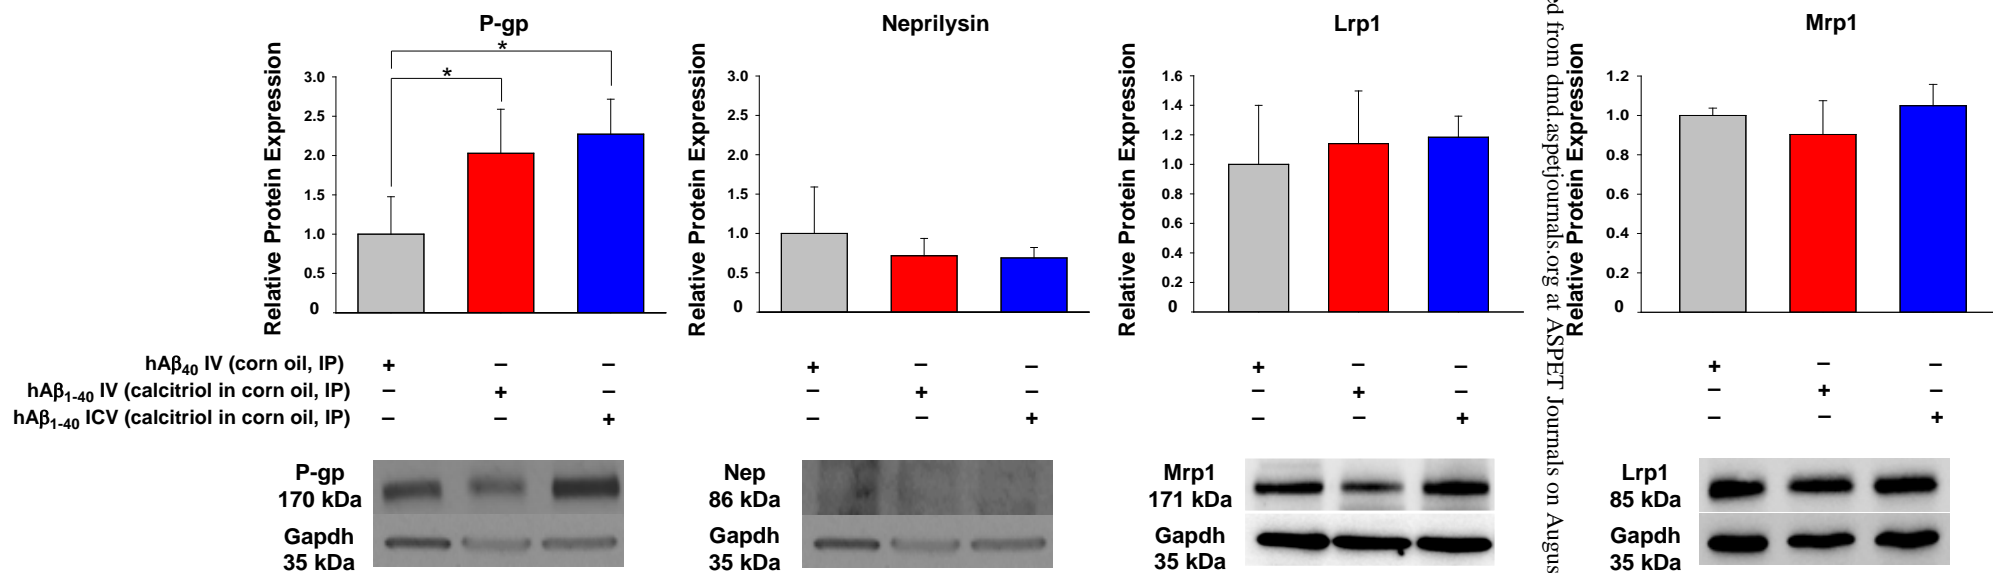 P-gp
*
*
Relative Protein Expression
3.0
2.5
2.0
1.5
1.0
0.5
0
Neprilysin
Relative Protein Expression
3.0
2.5
2.0
1.5
1.0
0.5
0
Lrp1
Relative Protein Expression
1.6
1.4
1.2
1.0
0.8
0.6
0.4
0.2
0
ed from dmd.aspetjournals.org at ASPET Journals on Augus
Mrp1
Relative Protein Expression
1.2
1.0
0.8
0.6
0.4
0.2
0
hAβ40 IV (corn oil, IP) + – – + – – + – – + – –
hAβ1-40 IV (calcitriol in corn oil, IP) – + – – + – – + – – + –
hAβ1-40 ICV (calcitriol in corn oil, IP) – – + – – + – – + – – +
P-gp
170 kDa
Gapdh
35 kDa
Nep
86 kDa
Gapdh
35 kDa
Mrp1
171 kDa
Gapdh
35 kDa
Lrp1
85 kDa
Gapdh
35 kDa